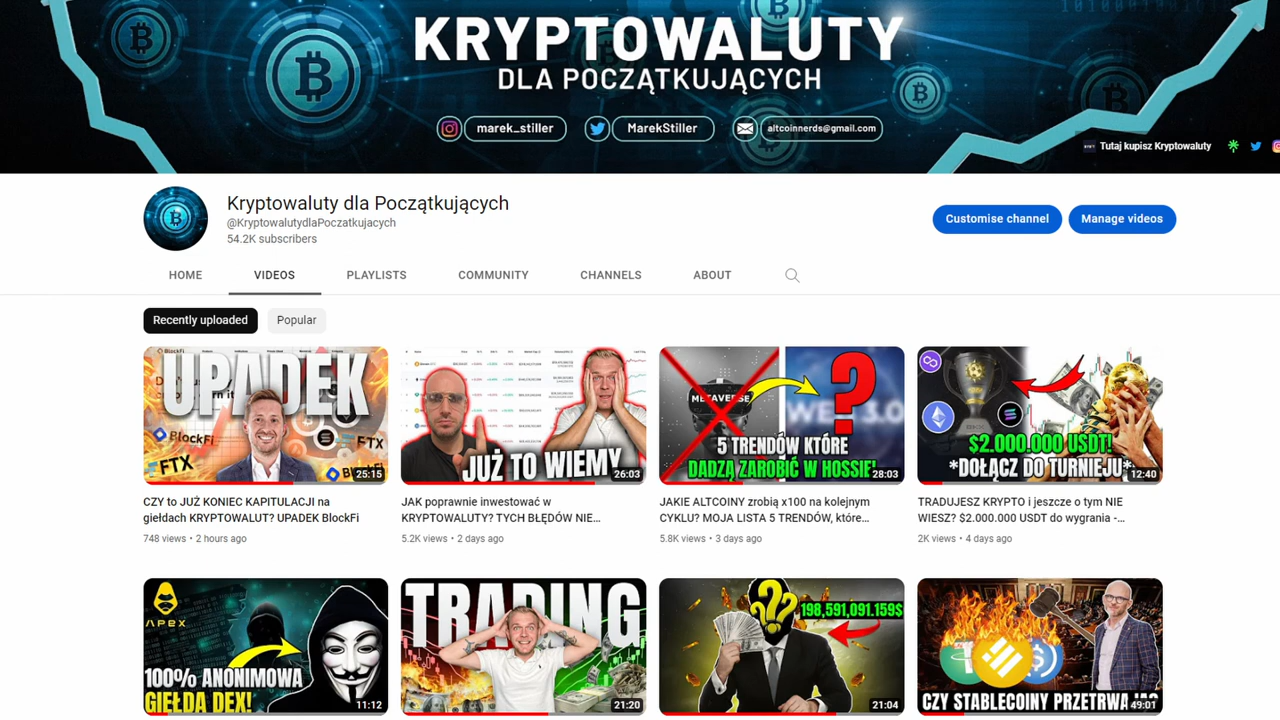 KRYPTOWALUTY
DLA POCZĄTKUJĄCYCH
marek_stiller
MarekStiller
altcoinnerds@gmail.com
Tutaj kupisz Kryptowaluty
Kryptowaluty dla Początkujących
@KryptowalutydlaPoczatkujacych
54.2K subscribers
Customise channel
Manage videos
HOME
VIDEOS
PLAYLISTS
COMMUNITY
CHANNELS
ABOUT
Recently uploaded
Popular
BlockFi
UPADEK
BlockFi
FTX
FTX
25:15
JUŻ TO WIEMY
26:03
METAVERSE
?
WEB 3.0
5 TRENDÓW KTÓRE
DADZĄ ZAROBIĆ W HOSSIE!
28:03
$2.000.000 USDT!
*DOŁĄCZ DO TURNIEJU*
12:40
CZY to JUŻ KONIEC KAPITULACJI na
giełdach KRYPTOWALUT? UPADEK BlockFi
748 views • 2 hours ago
JAK poprawnie inwestować w
KRYPTOWALUTY? TYCH BŁĘDÓW NIE...
5.2K views • 2 days ago
JAKIE ALTCOINY zrobią x100 na kolejnym
CYKLU? MOJA LISTA 5 TRENDÓW, które...
5.8K views • 3 days ago
TRADUJESZ KRYPTO i jeszcze o tym NIE
WIESZ? $2.000.000 USDT do wygrania -...
2K views • 4 days ago
APEX
100% ANONIMOWA
GIEŁDA DEX!
11:12
TRADING
21:20
???
198,591,091.159$
21:04
CZY STABLECOINY PRZETRWA
49:01